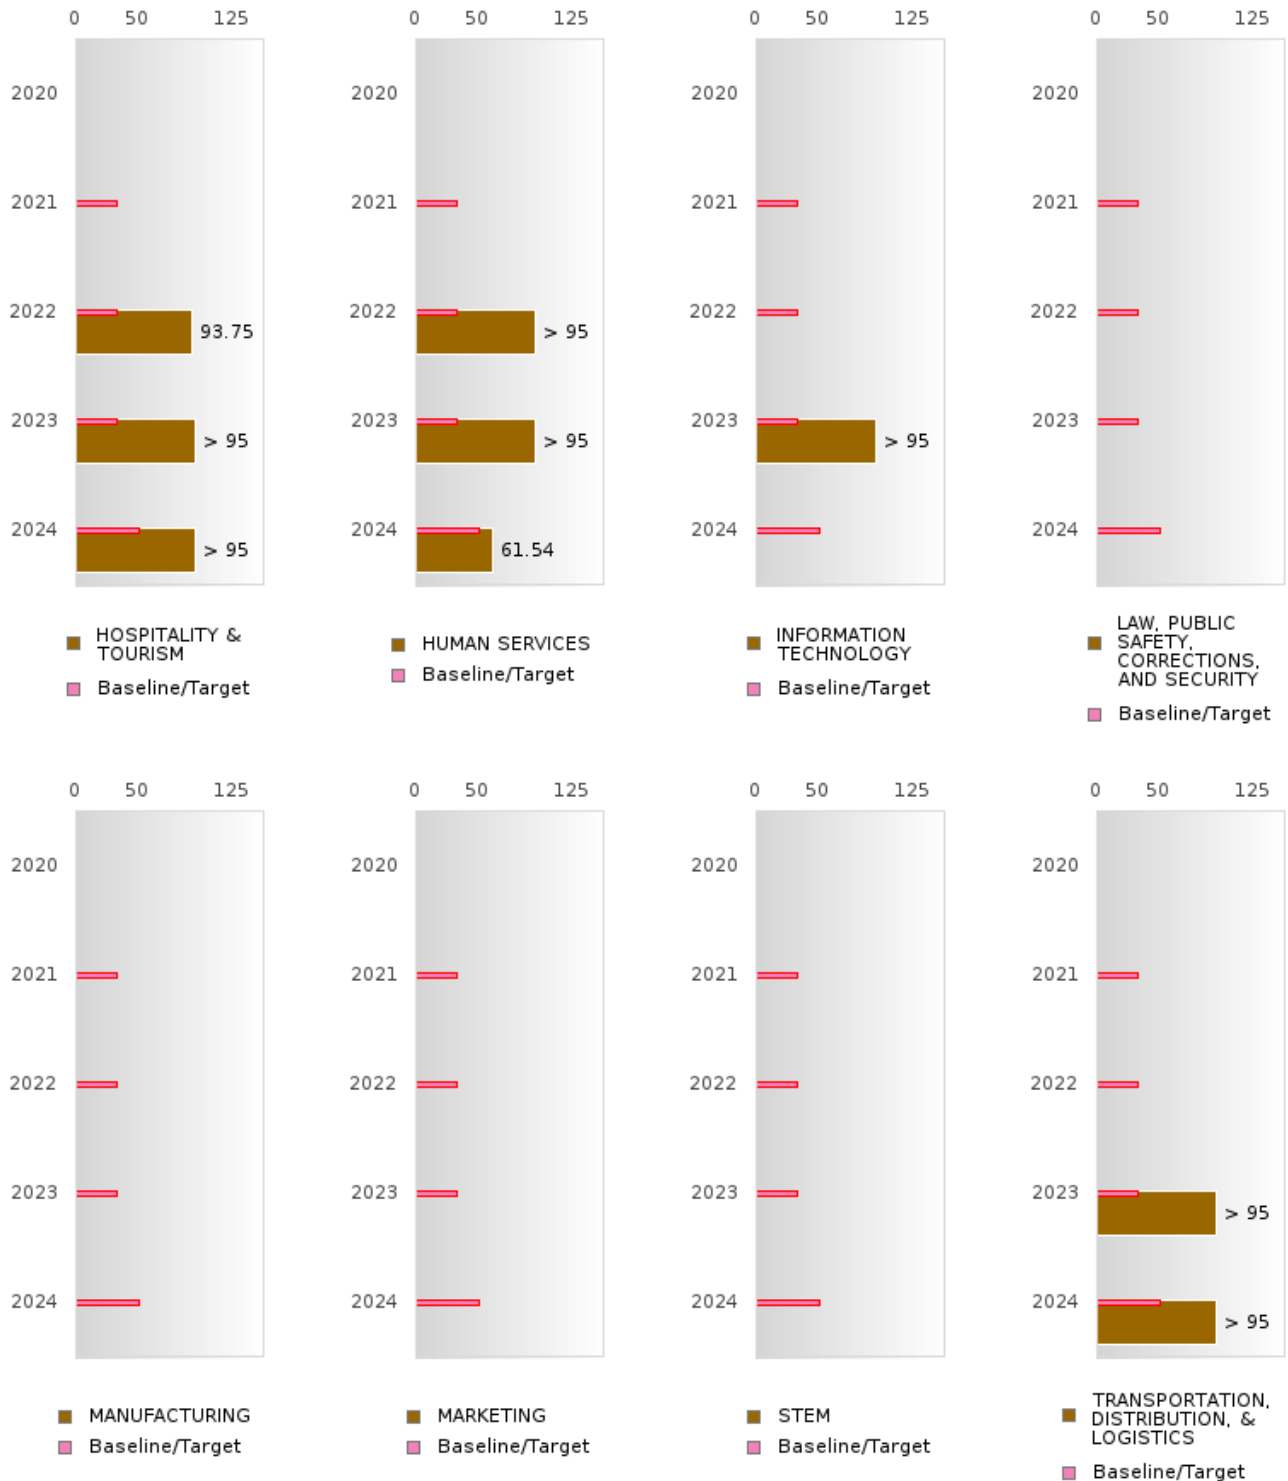 0 50 125 0 50 125 0 50 125 0 50 125
2020 2020 2020 2020
2021 2021 2021 2021
2022 93.75 2022 > 95 2022 2022
2023 > 95 2023 > 95 2023 > 95 2023
2024 > 95 2024 61.54 2024 2024
HOSPITALITY &
TOURISM
Baseline/Target
HUMAN SERVICES
Baseline/Target
INFORMATION
TECHNOLOGY
Baseline/Target
LAW, PUBLIC
SAFETY,
CORRECTIONS,
AND SECURITY
Baseline/Target
0 50 125 0 50 125 0 50 125 0 50 125
2020 2020 2020 2020
2021 2021 2021 2021
2022 2022 2022 2022
2023 2023 2023 2023 > 95
2024 2024 2024 2024 > 95
MANUFACTURING
Baseline/Target
MARKETING
Baseline/Target
STEM
Baseline/Target
TRANSPORTATION,
DISTRIBUTION, &
LOGISTICS
Baseline/Target